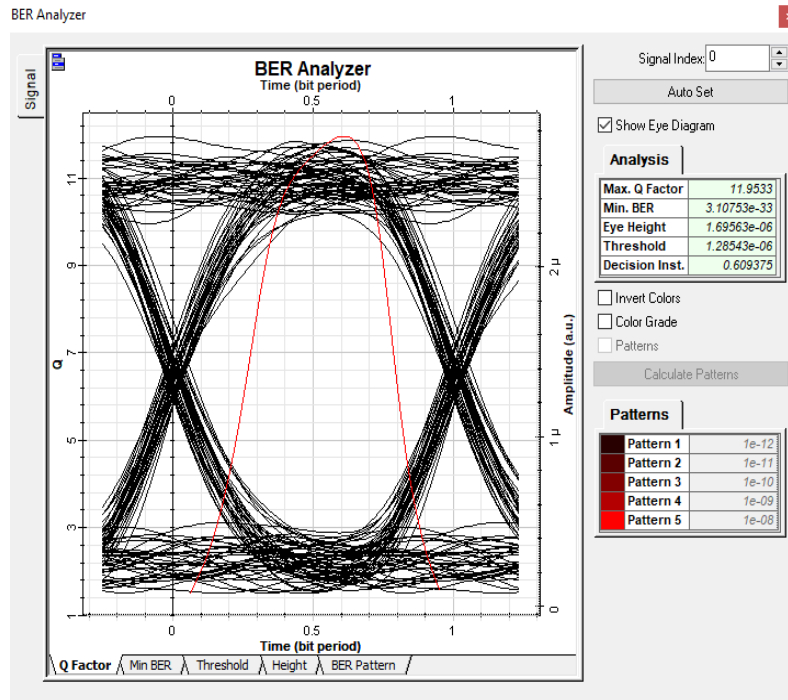 BER Analyzer
Signal
BER Analyzer
Time (bit period)
0 0.5 1
Q
11
9
7
5
3
1
Amplitude (a.u.)
2 µ
1 µ
0
0 0.5 1
Time (bit period)
Q Factor Min BER Threshold Height BER Pattern
Signal Index: 0
Auto Set
Show Eye Diagram
Analysis
Max. Q Factor 11.9533
Min. BER 3.10753e-33
Eye Height 1.69563e-06
Threshold 1.28543e-06
Decision Inst. 0.609375
Invert Colors
Color Grade
Patterns
Calculate Patterns
Patterns
Pattern 1 1e-12
Pattern 2 1e-11
Pattern 3 1e-10
Pattern 4 1e-09
Pattern 5 1e-08